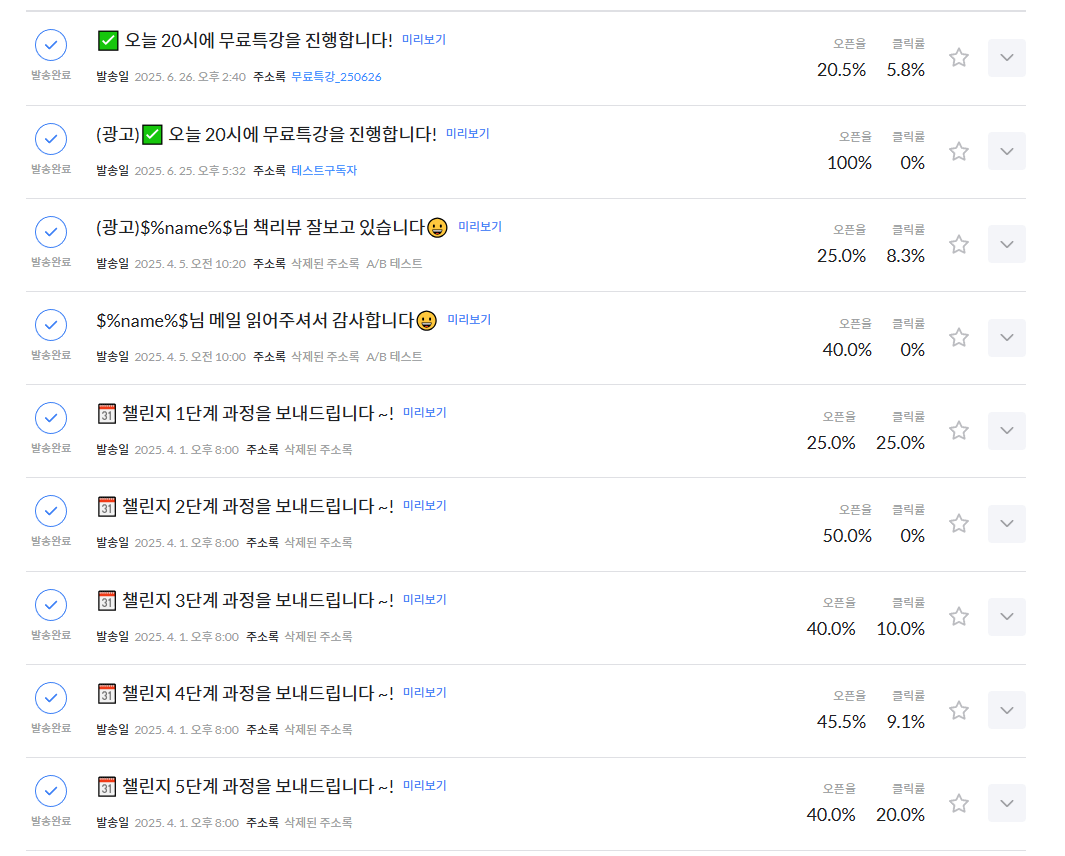 ✅ 오늘 20시에 무료특강을 진행합니다! 미리보기
오픈율 클릭률
20.5% 5.8%
발송완료 발송일 2025. 6. 26. 오후 2:40 주소록 무료특강_250626
(광고)✅ 오늘 20시에 무료특강을 진행합니다! 미리보기
오픈율 클릭률
100% 0%
발송완료 발송일 2025. 6. 25. 오후 5:32 주소록 테스트구독자
(광고)$%name%$님 책리뷰 잘보고 있습니다😀 미리보기
오픈율 클릭률
25.0% 8.3%
발송완료 발송일 2025. 4. 5. 오전 10:20 주소록 삭제된 주소록 A/B 테스트
$%name%$님 메일 읽어주셔서 감사합니다😀 미리보기
오픈율 클릭률
40.0% 0%
발송완료 발송일 2025. 4. 5. 오전 10:00 주소록 삭제된 주소록 A/B 테스트
📅 챌린지 1단계 과정을 보내드립니다 ~! 미리보기
오픈율 클릭률
25.0% 25.0%
발송완료 발송일 2025. 4. 1. 오후 8:00 주소록 삭제된 주소록
📅 챌린지 2단계 과정을 보내드립니다 ~! 미리보기
오픈율 클릭률
50.0% 0%
발송완료 발송일 2025. 4. 1. 오후 8:00 주소록 삭제된 주소록
📅 챌린지 3단계 과정을 보내드립니다 ~! 미리보기
오픈율 클릭률
40.0% 10.0%
발송완료 발송일 2025. 4. 1. 오후 8:00 주소록 삭제된 주소록
📅 챌린지 4단계 과정을 보내드립니다 ~! 미리보기
오픈율 클릭률
45.5% 9.1%
발송완료 발송일 2025. 4. 1. 오후 8:00 주소록 삭제된 주소록
📅 챌린지 5단계 과정을 보내드립니다 ~! 미리보기
오픈율 클릭률
40.0% 20.0%
발송완료 발송일 2025. 4. 1. 오후 8:00 주소록 삭제된 주소록